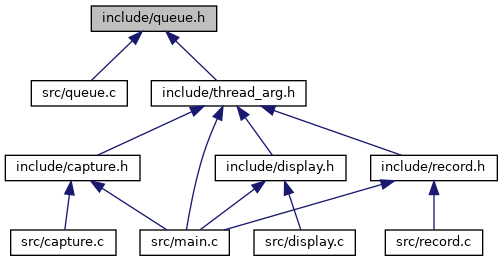 include/queue.h
src/queue.c
include/thread_arg.h
include/capture.h
include/display.h
include/record.h
src/capture.c
src/main.c
src/display.c
src/record.c